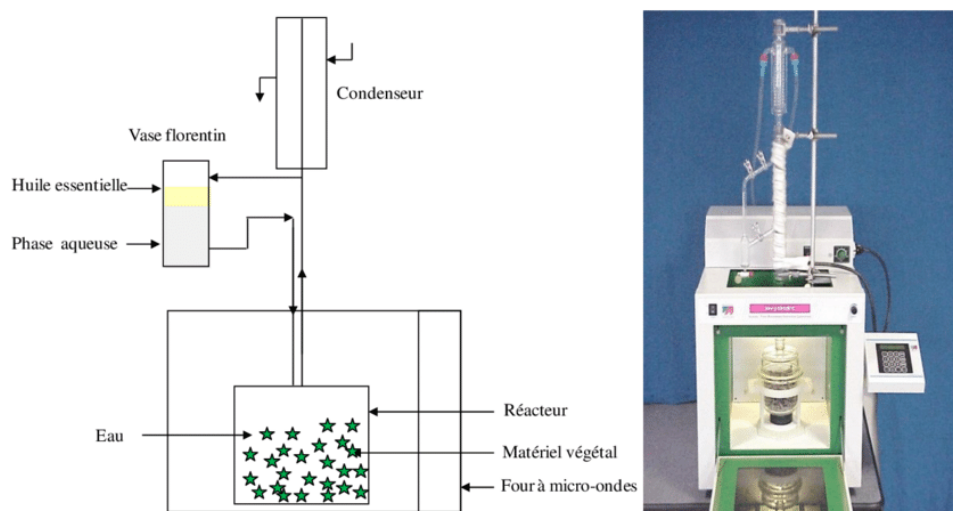 Condenseur
Vase florentin
Huile essentielle
Phase aqueuse
Réacteur
Eau
Matériel végétal
Four à micro-ondes